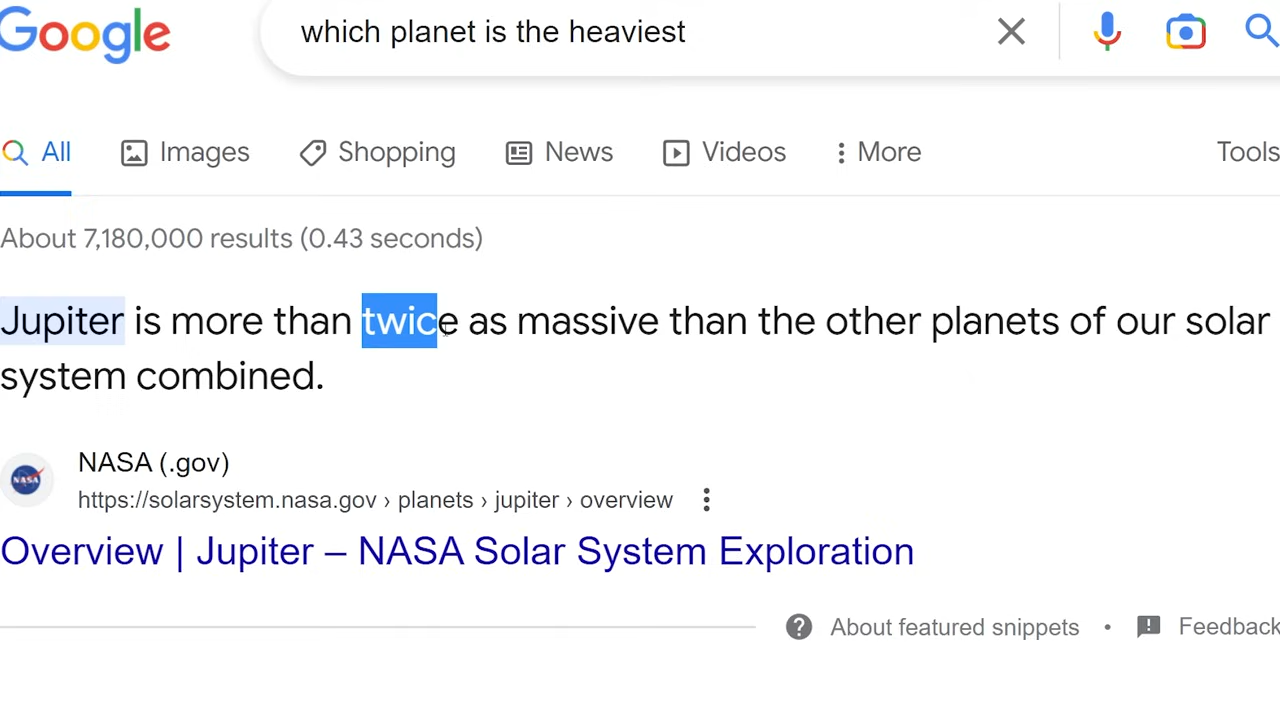 Google
which planet is the heaviest
All Images Shopping News Videos More Tools
About 7,180,000 results (0.43 seconds)
Jupiter is more than twice as massive than the other planets of our solar
system combined.
NASA
NASA (.gov)
https://solarsystem.nasa.gov › planets › jupiter › overview
Overview | Jupiter – NASA Solar System Exploration
About featured snippets • Feedback